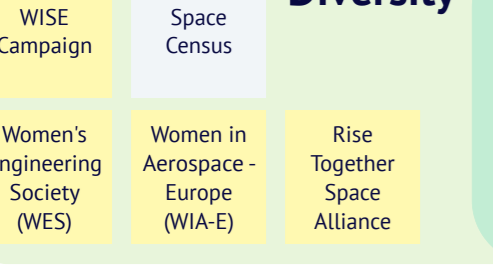 Diversity
WISE
Campaign
Space
Census
Women's
Engineering
Society
(WES)
Women in
Aerospace -
Europe
(WIA-E)
Rise
Together
Space
Alliance